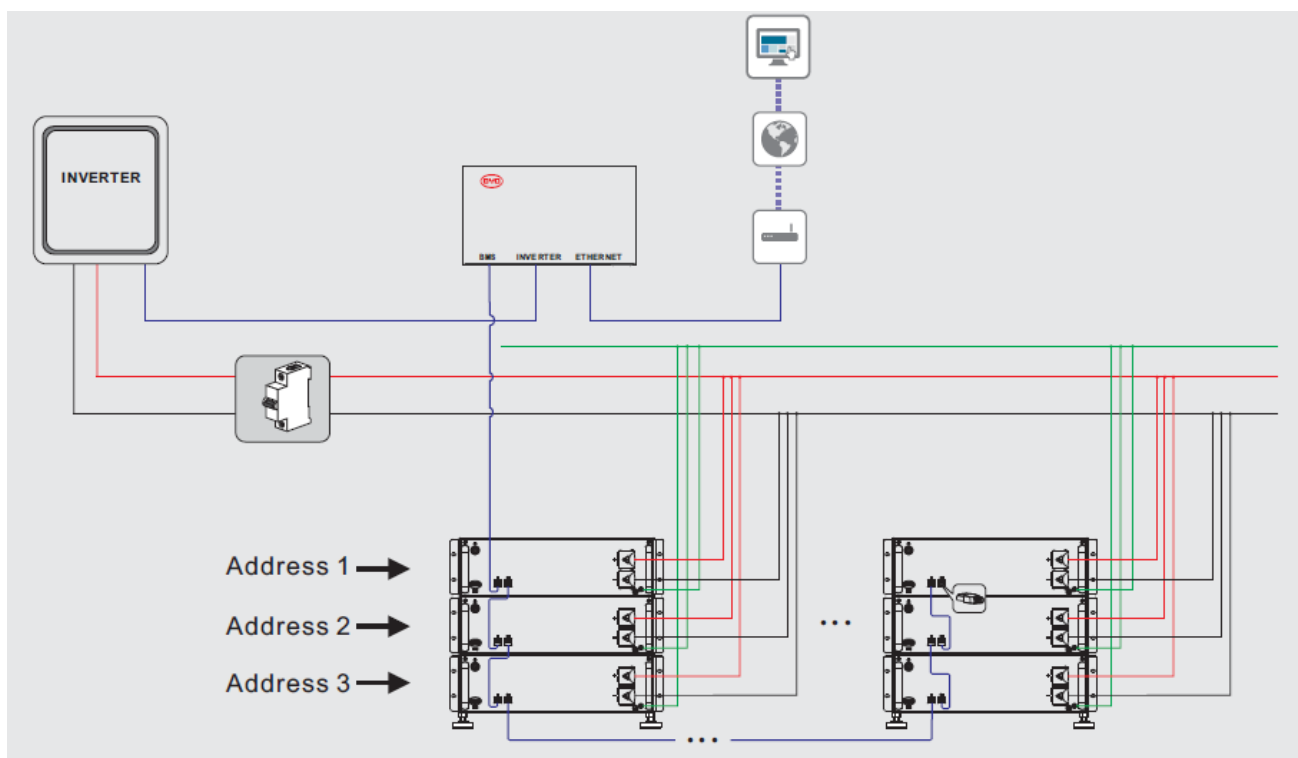 INVERTER
BYD
BMS INVERTER ETHERNET
Address 1
Address 2
...
Address 3
...